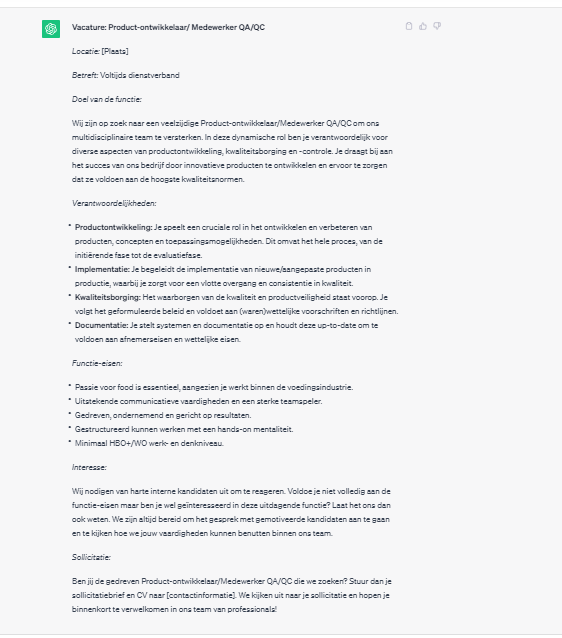 Vacature: Product-ontwikkelaar/ Medewerker QA/QC
Locatie: [Plaats]
Betreft: Voltijds dienstverband
Doel van de functie:
Wij zijn op zoek naar een veelzijdige Product-ontwikkelaar/Medewerker QA/QC om ons
multidisciplinaire team te versterken. In deze dynamische rol ben je verantwoordelijk voor
diverse aspecten van productontwikkeling, kwaliteitsborging en -controle. Je draagt bij aan
het succes van ons bedrijf door innovatieve producten te ontwikkelen en ervoor te zorgen
dat ze voldoen aan de hoogste kwaliteitsnormen.
Verantwoordelijkheden:
• Productontwikkeling: Je speelt een cruciale rol in het ontwikkelen en verbeteren van
producten, concepten en toepassingsmogelijkheden. Dit omvat het hele proces, van de
initiërende fase tot de evaluatiefase.
• Implementatie: Je begeleidt de implementatie van nieuwe/aangepaste producten in
productie, waarbij je zorgt voor een vlotte overgang en consistentie in kwaliteit.
• Kwaliteitsborging: Het waarborgen van de kwaliteit en productveiligheid staat voorop. Je
volgt het geformuleerde beleid en voldoet aan (waren)wettelijke voorschriften en richtlijnen.
• Documentatie: Je stelt systemen en documentatie op en houdt deze up-to-date om te
voldoen aan afnemerseisen en wettelijke eisen.
Functie-eisen:
• Passie voor food is essentieel, aangezien je werkt binnen de voedingsindustrie.
• Uitstekende communicatieve vaardigheden en een sterke teamspeler.
• Gedreven, ondernemend en gericht op resultaten.
• Gestructureerd kunnen werken met een hands-on mentaliteit.
• Minimaal HBO+/WO werk- en denkniveau.
Interesse:
Wij nodigen van harte interne kandidaten uit om te reageren. Voldoe je niet volledig aan de
functie-eisen maar ben je wel geïnteresseerd in deze uitdagende functie? Laat het ons dan
ook weten. We zijn altijd bereid om het gesprek met gemotiveerde kandidaten aan te gaan
en te kijken hoe we jouw vaardigheden kunnen benutten binnen ons team.
Sollicitatie:
Ben jij de gedreven Product-ontwikkelaar/Medewerker QA/QC die we zoeken? Stuur dan je
sollicitatiebrief en CV naar [contactinformatie]. We kijken uit naar je sollicitatie en hopen je
binnenkort te verwelkomen in ons team van professionals!